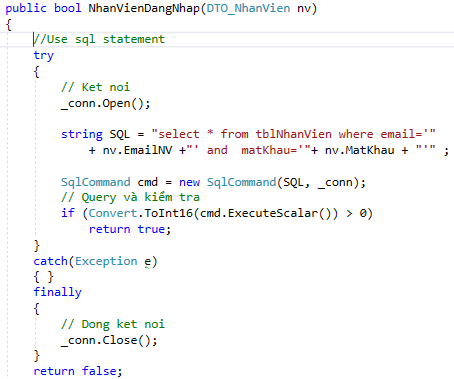 public bool NhanVienDangNhap(DTO_NhanVien nv)
{
//Use sql statement
try
{
// Ket noi
_conn.Open();
string SQL = "select * from tblNhanVien where email='"
+ nv.EmailNV +"' and  matKhau='"+ nv.MatKhau + "'" ;
SqlCommand cmd = new SqlCommand(SQL, _conn);
// Query và kiểm tra
if (Convert.ToInt16(cmd.ExecuteScalar()) > 0)
return true;
}
catch(Exception e)
{ }
finally
{
// Dong ket noi
_conn.Close();
}
return false;